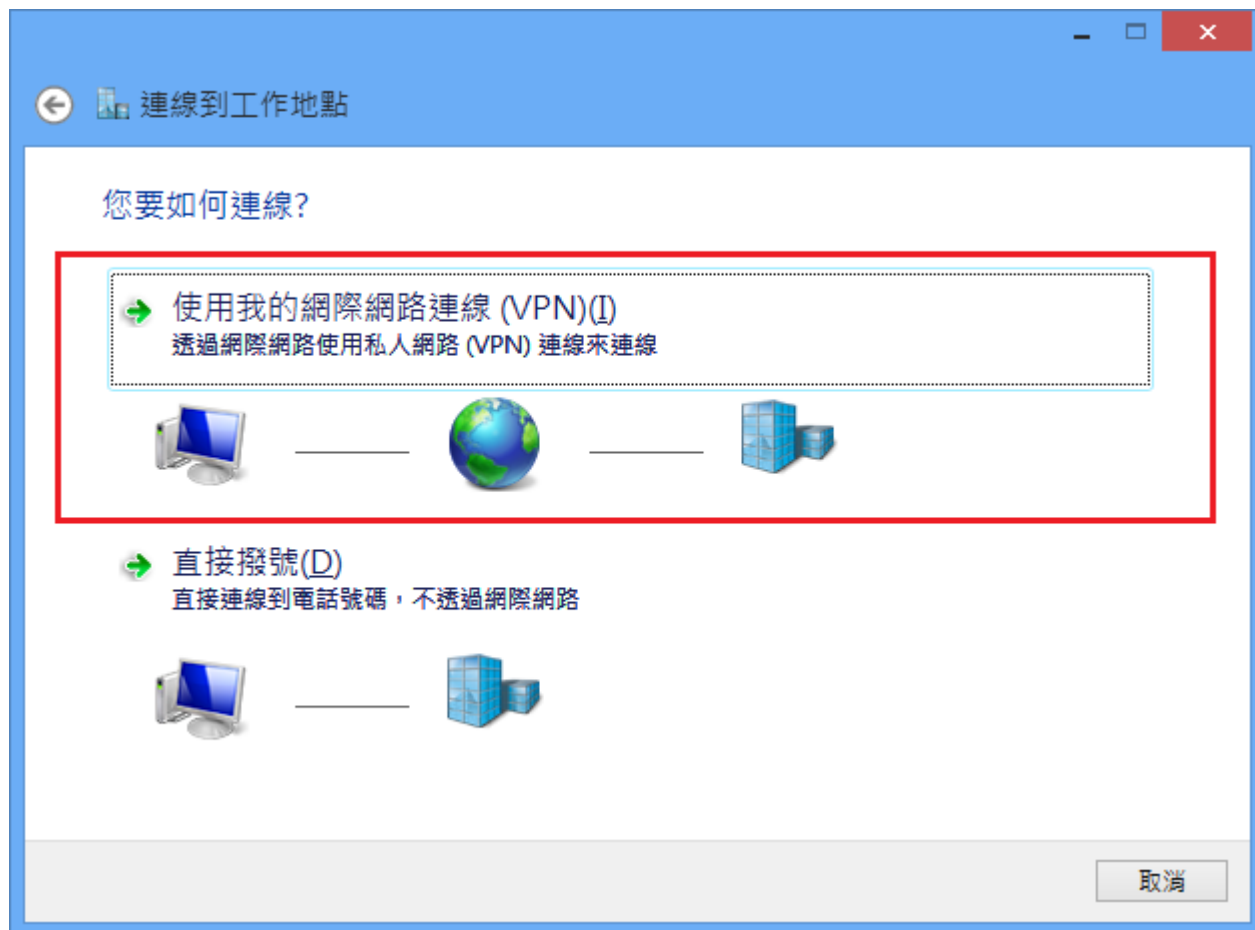 連線到工作地點
您要如何連線?
使用我的網際網路連線 (VPN)(I)
透過網際網路使用私人網路 (VPN) 連線來連線
直接撥號(D)
直接連線到電話號碼，不透過網際網路
取消